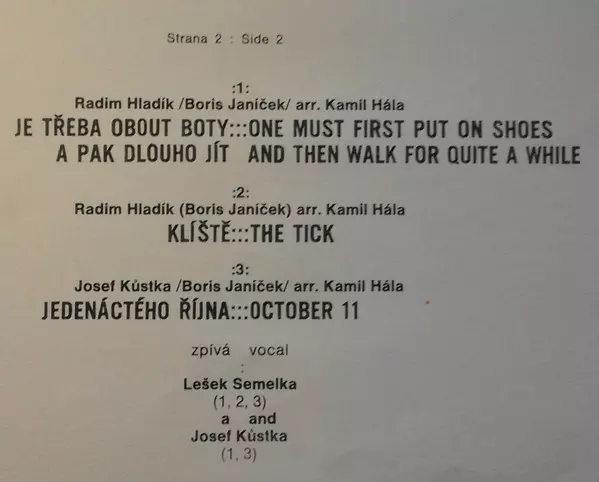 Strana 2 : Side 2
:1:
Radim Hladík /Boris Janíček/ arr. Kamil Hála
JE TŘEBA OBOUT BOTY:::ONE MUST FIRST PUT ON SHOES
A PAK DLOUHO JÍT AND THEN WALK FOR QUITE A WHILE
:2:
Radim Hladík (Boris Janíček) arr. Kamil Hála
KLÍŠTĚ:::THE TICK
:3:
Josef Kůstka /Boris Janíček/ arr. Kamil Hála
JEDENÁCTÉHO ŘÍJNA:::OCTOBER 11
zpívá vocal
:
Lešek Semelka
(1, 2, 3)
a and
Josef Kůstka
(1, 3)